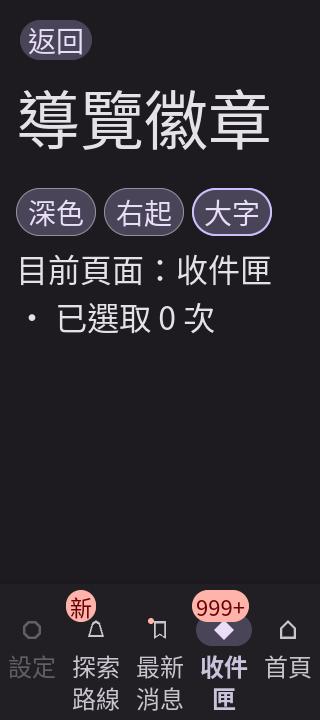 返回
導覽徽章
深色 右起 大字
目前頁面：收件匣
• 已選取 0 次
新 999+
設定 探索路線 最新消息 收件匣 首頁